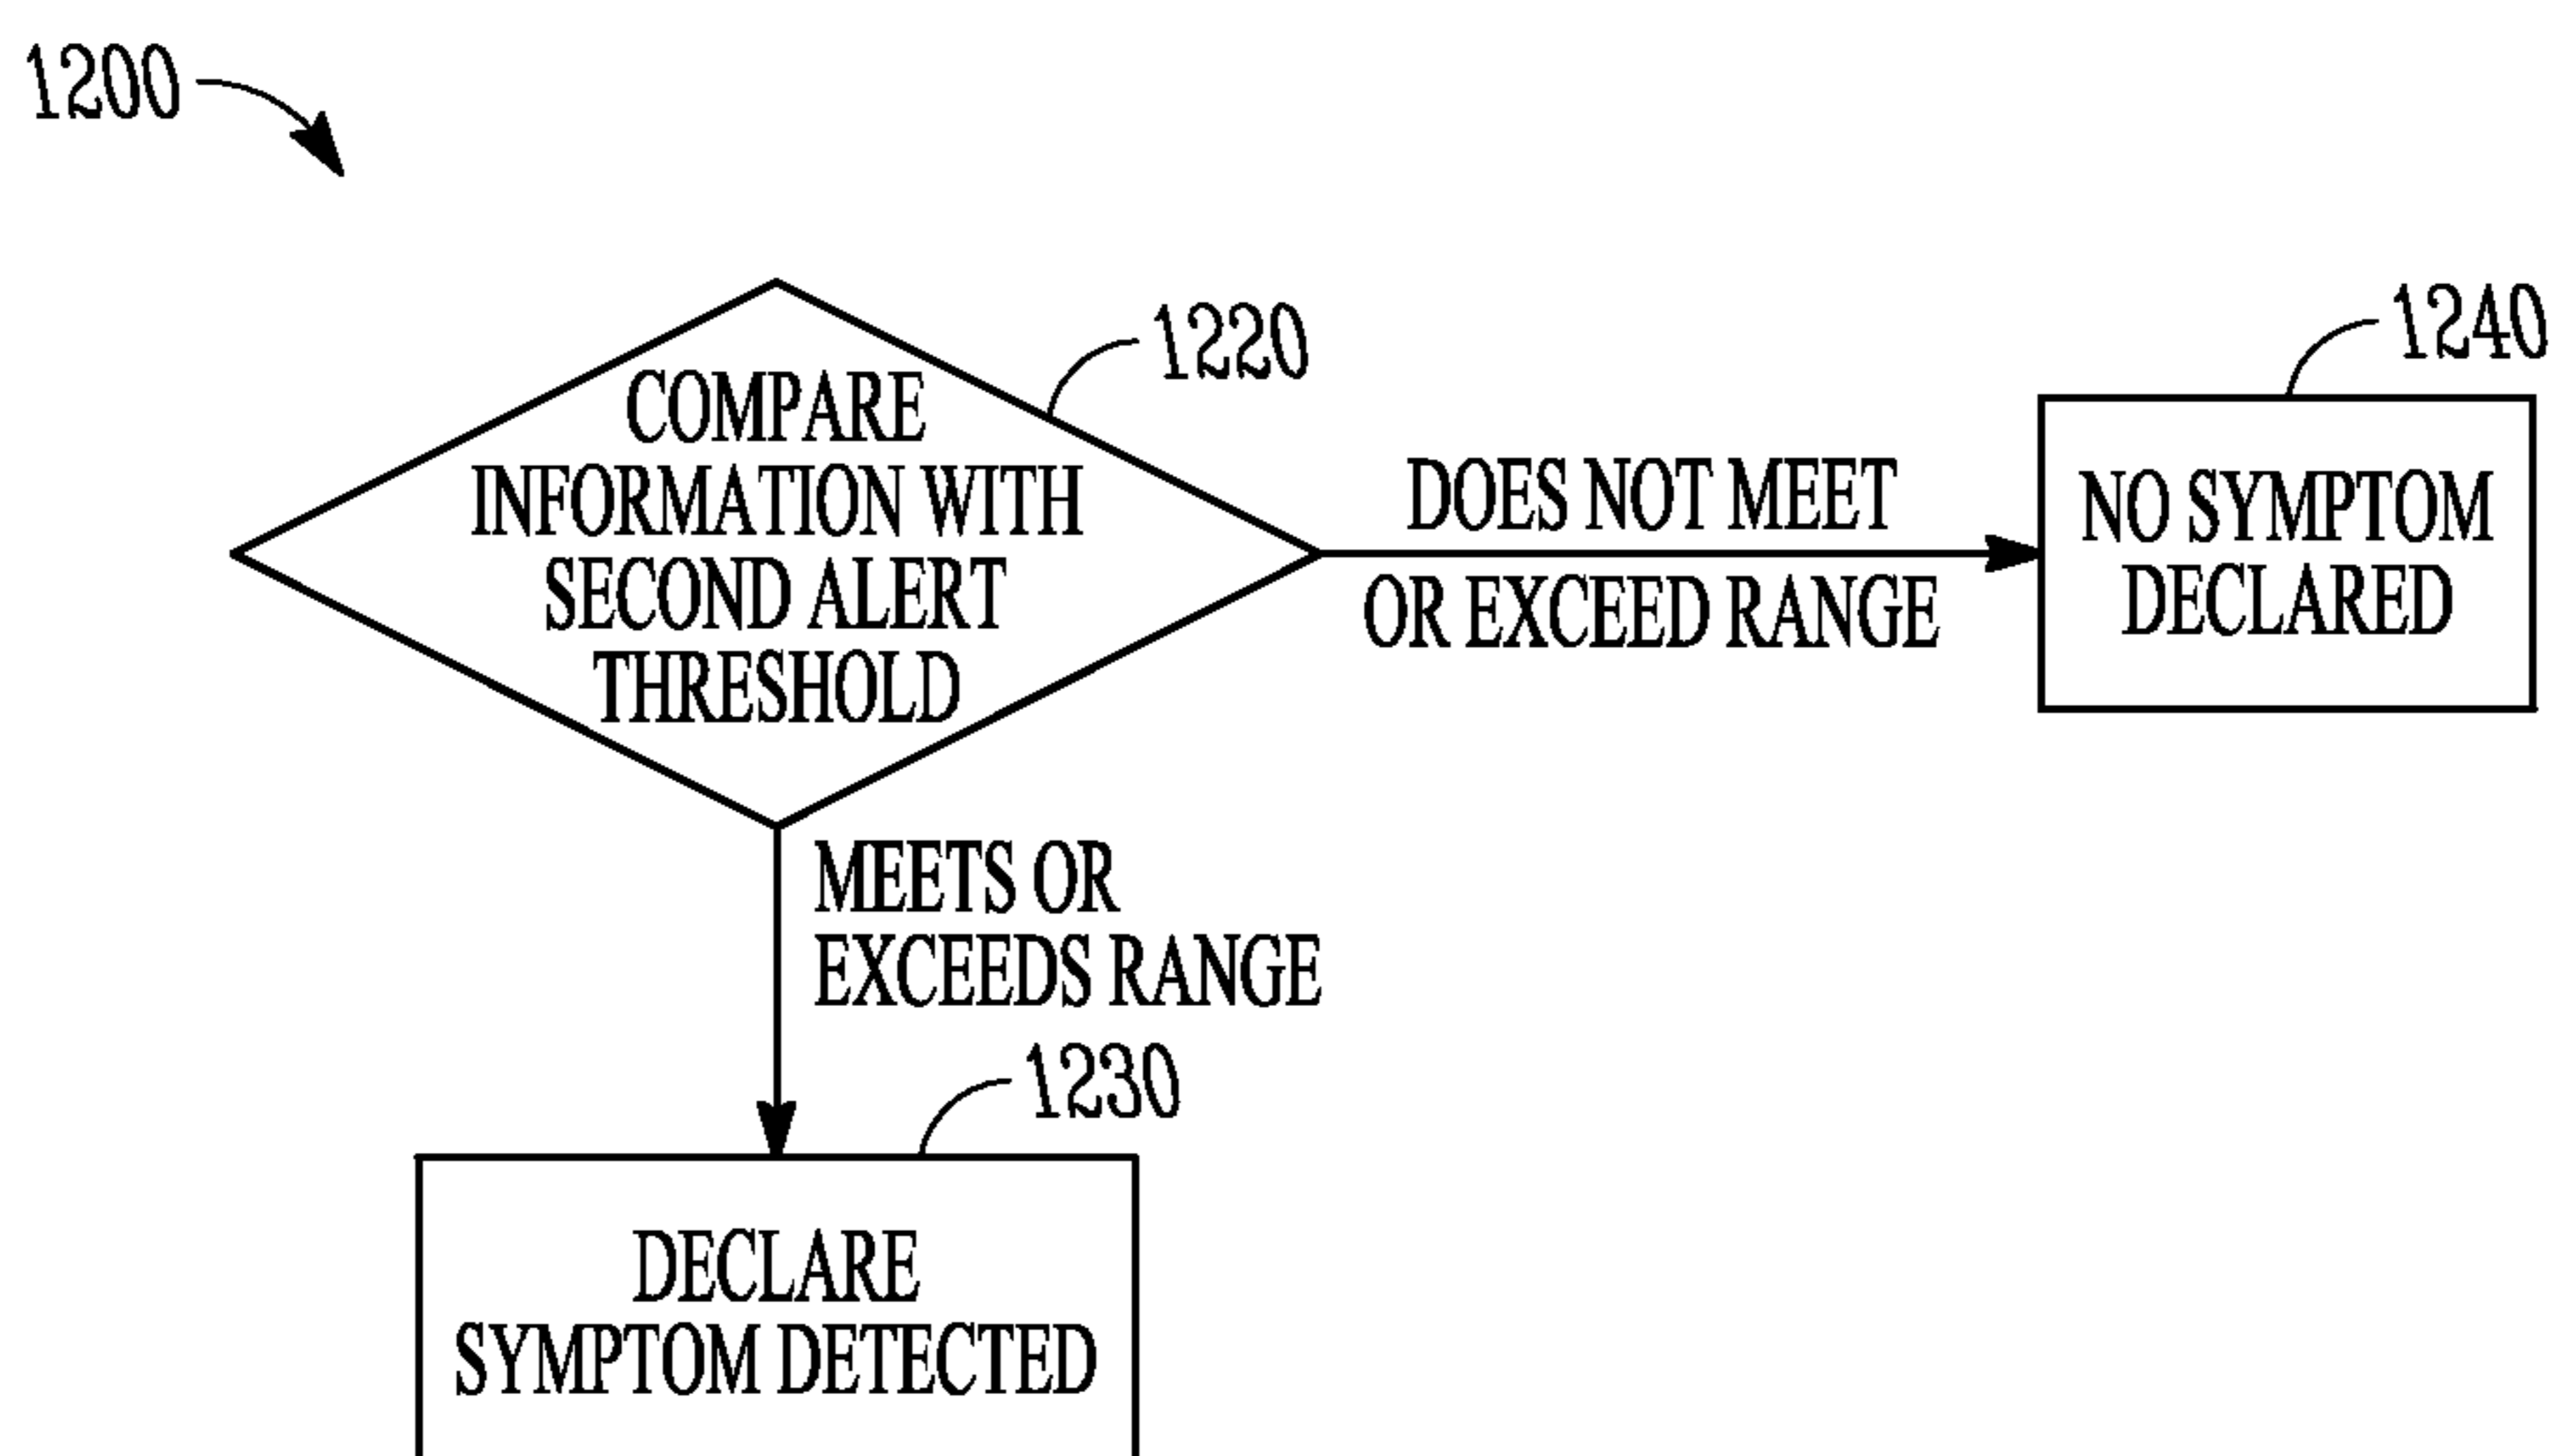 1200
1220
COMPARE
INFORMATION WITH
SECOND ALERT
THRESHOLD
DOES NOT MEET
OR EXCEED RANGE
1240
NO SYMPTOM
DECLARED
MEETS OR
EXCEEDS RANGE
1230
DECLARE
SYMPTOM DETECTED